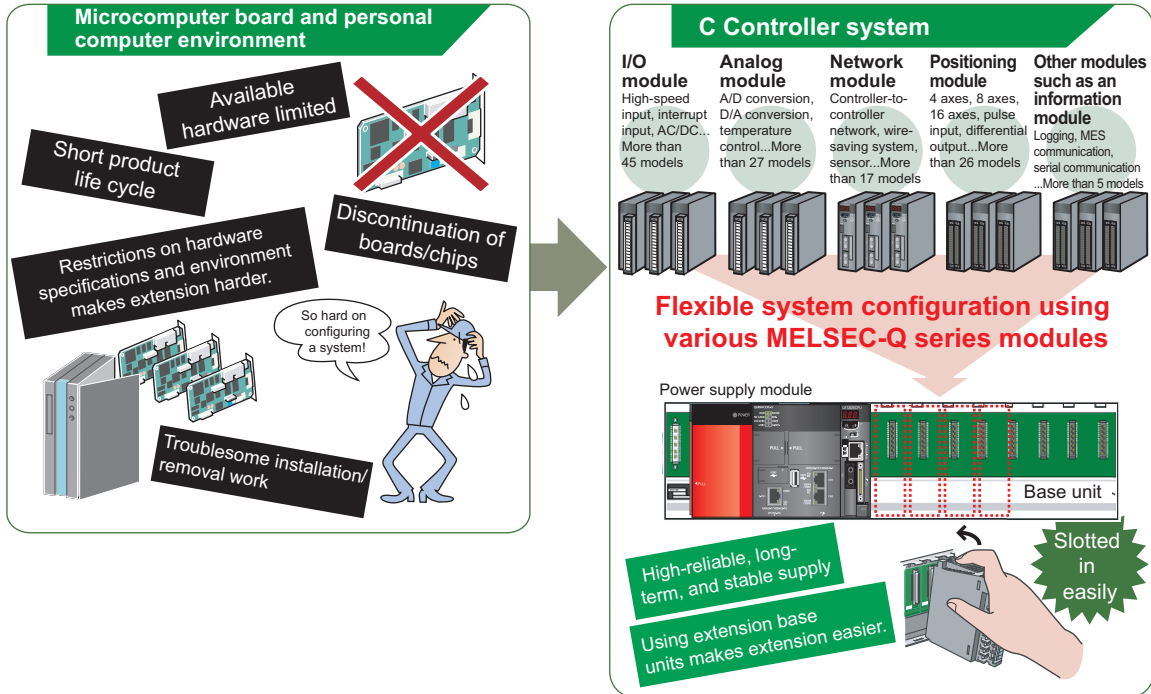 Microcomputer board and personal
computer environment
Available
hardware limited
Short product
life cycle
Discontinuation of
boards/chips
Restrictions on hardware
specifications and environment
makes extension harder.
So hard on
configuring
a system!
Troublesome installation/
removal work
C Controller system
I/O
module
High-speed
input, interrupt
input, AC/DC...
More than
45 models
Analog
module
A/D conversion,
D/A conversion,
temperature
control...More
than 27 models
Network
module
Controller-to-
controller
network, wire-
saving system,
sensor...More
than 17 models
Positioning
module
4 axes, 8 axes,
16 axes, pulse
input, differential
output...More
than 26 models
Other modules
such as an
information
module
Logging, MES
communication,
serial communication
...More than 5 models
Flexible system configuration using
various MELSEC-Q series modules
Power supply module
POWER
PULL
PULL
PULL
Base unit
Slotted
in
easily
High-reliable, long-
term, and stable supply
Using extension base
units makes extension easier.